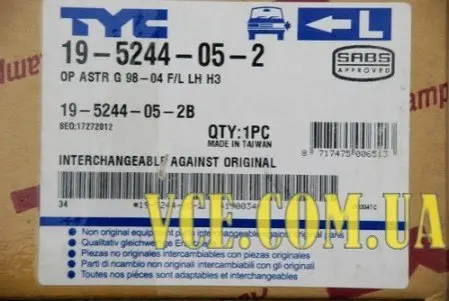 TYC
L
19-5244-05-2
OP ASTR G 98-04 F/L LH H3
SABS
APPROVED
19-5244-05-2B
SEQ:17272012
QTY:1PC
MADE IN TAIWAN
8 717475 006513
INTERCHANGEABLE AGAINST ORIGINAL
34
VCE.COM.UA
Non original equipment
parts
Qualitativ gleichwertige
Piezas no originales intercambiables con piezas originales
Parti di ricambio non originali intercambiabili con gli originali
Toutes nos pièces sont adaptables et interchangeables